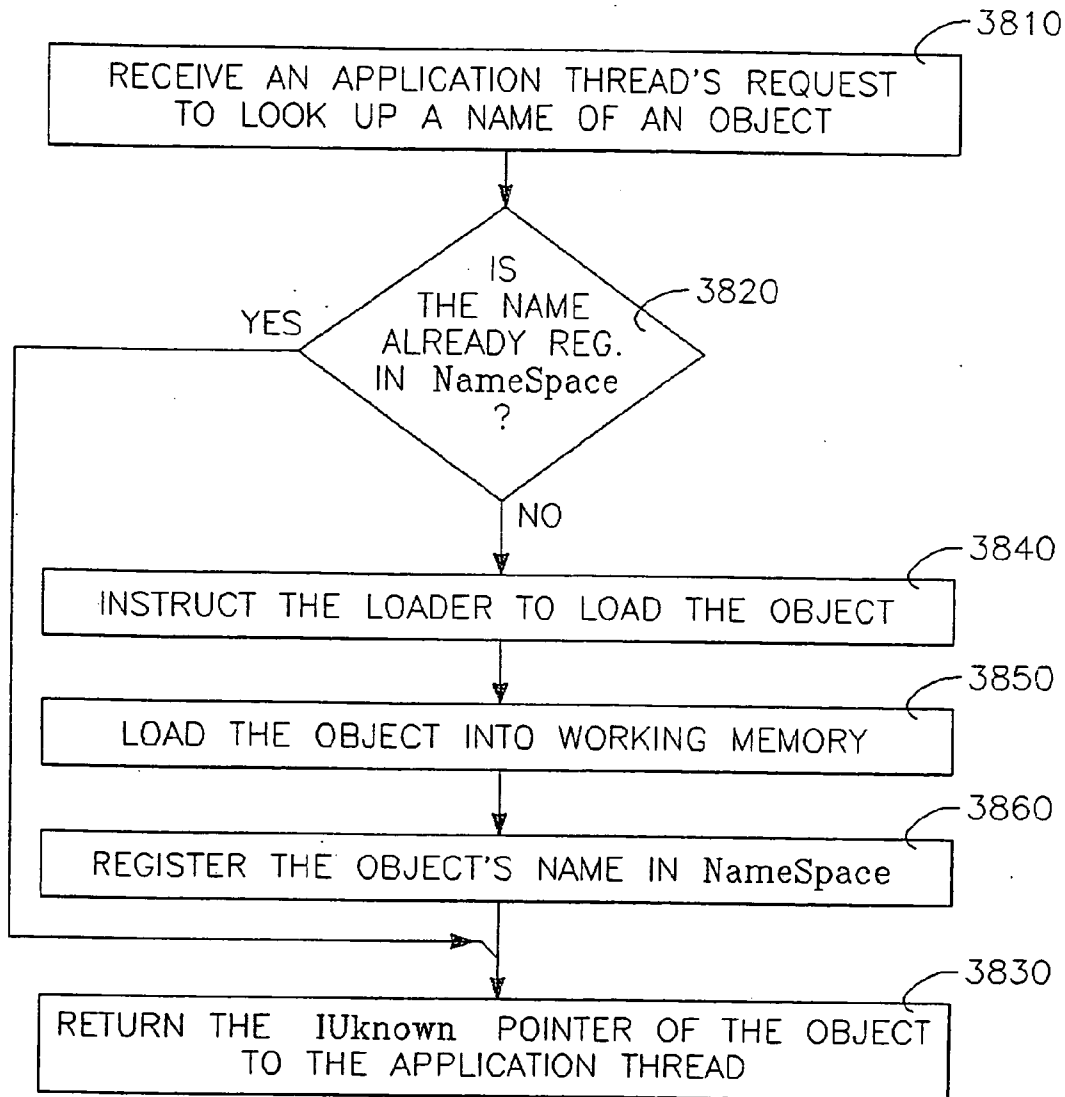 3810
RECEIVE AN APPLICATION THREAD'S REQUEST
TO LOOK UP A NAME OF AN OBJECT
IS
THE NAME
ALREADY REG.
IN NameSpace
?
3820
YES
NO
3840
INSTRUCT THE LOADER TO LOAD THE OBJECT
3850
LOAD THE OBJECT INTO WORKING MEMORY
3860
REGISTER THE OBJECT'S NAME IN NameSpace
3830
RETURN THE IUknown POINTER OF THE OBJECT
TO THE APPLICATION THREAD